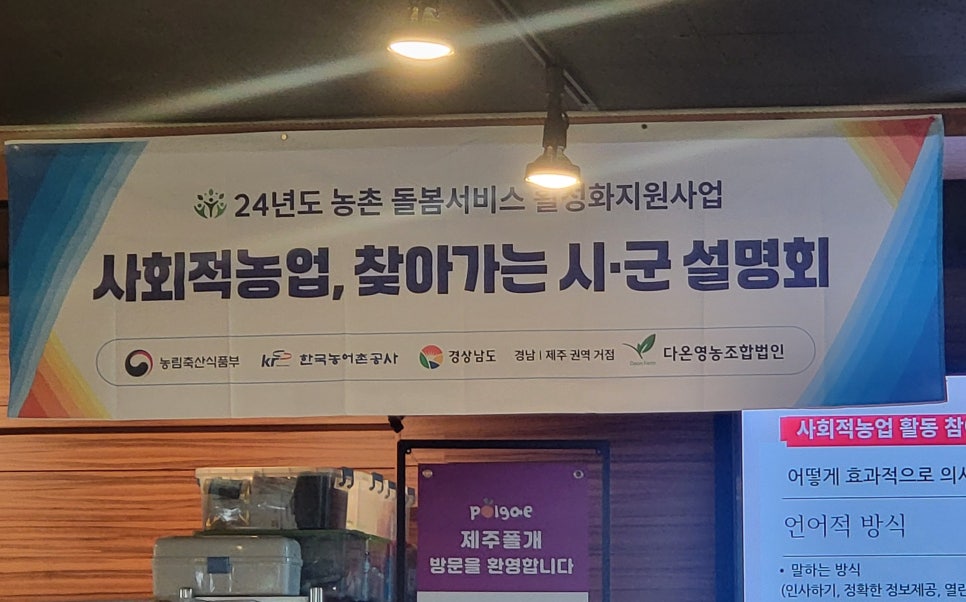 24년도 농촌 돌봄서비스 활성화지원사업
사회적농업, 찾아가는 시·군 설명회
농림축산식품부 한국농어촌공사 경상남도 경남 | 제주 권역 거점 다온영농조합법인
polgae
제주폴개
방문을 환영합니다
사회적농업 활동
어떻게 효과적으로
언어적 방식
• 말하는 방식
(인사하기, 정확한 정보제공,